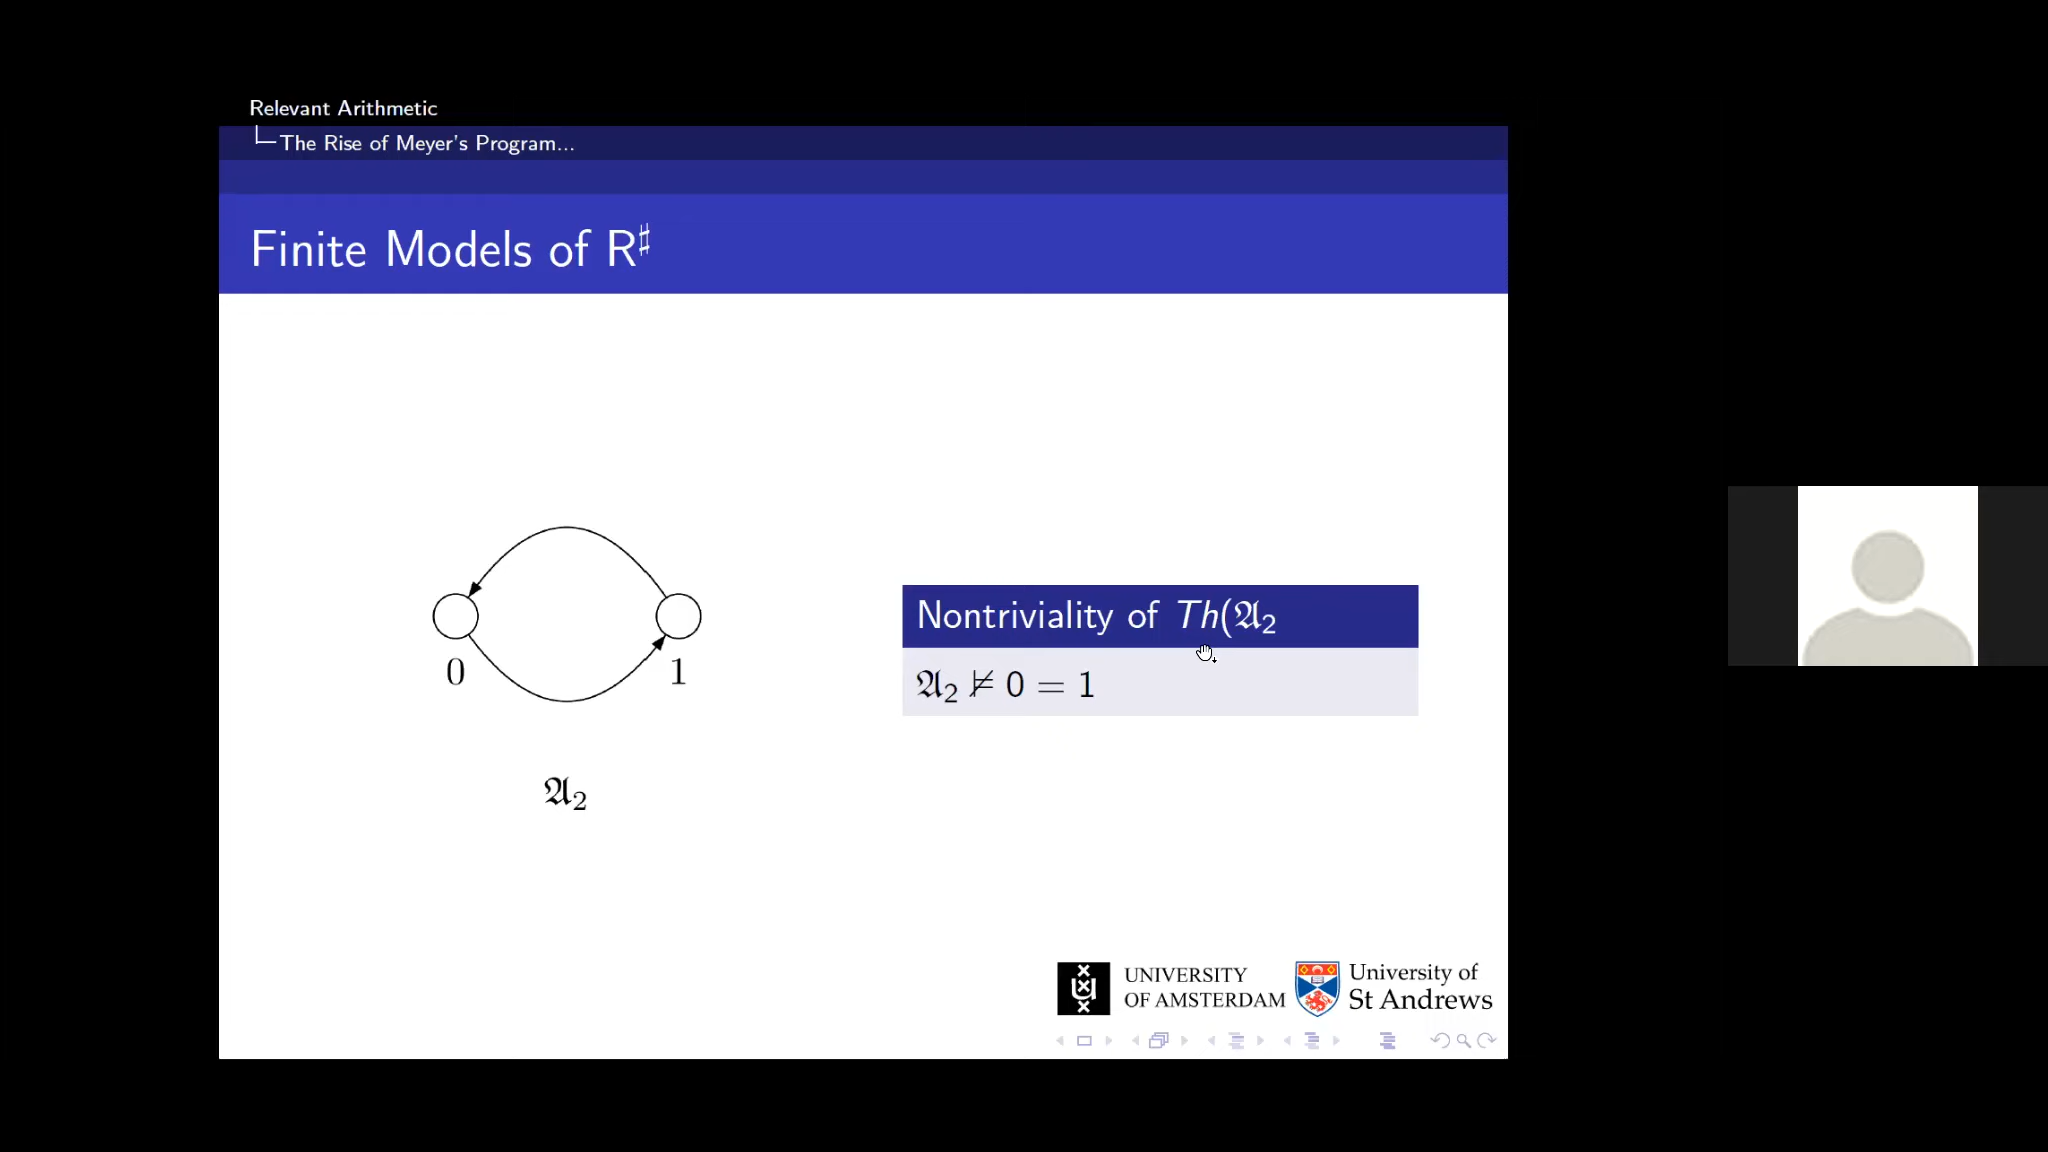 Relevant Arithmetic
The Rise of Meyer's Program...
Finite Models of R♯
0
1
𝔄₂
Nontriviality of Th(𝔄₂
𝔄₂ ⊭ 0 = 1
UNIVERSITY
OF AMSTERDAM
University of
St Andrews